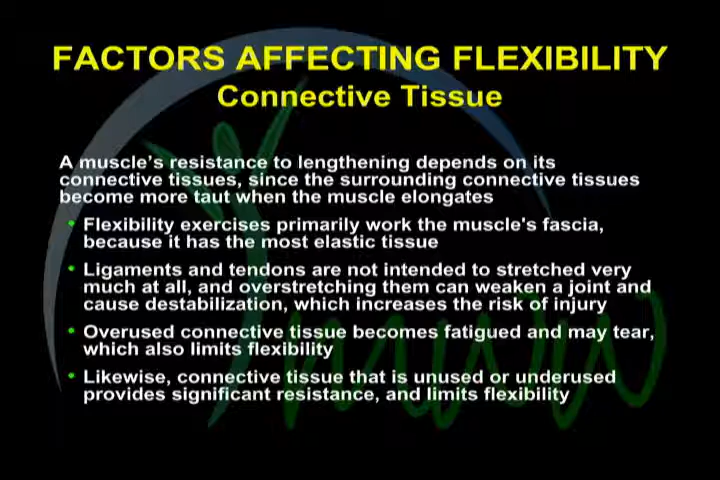 FACTORS AFFECTING FLEXIBILITY
Connective Tissue
A muscle's resistance to lengthening depends on its
connective tissues, since the surrounding connective tissues
become more taut when the muscle elongates
• Flexibility exercises primarily work the muscle's fascia,
because it has the most elastic tissue
• Ligaments and tendons are not intended to stretched very
much at all, and overstretching them can weaken a joint and
cause destabilization, which increases the risk of injury
• Overused connective tissue becomes fatigued and may tear,
which also limits flexibility
• Likewise, connective tissue that is unused or underused
provides significant resistance, and limits flexibility